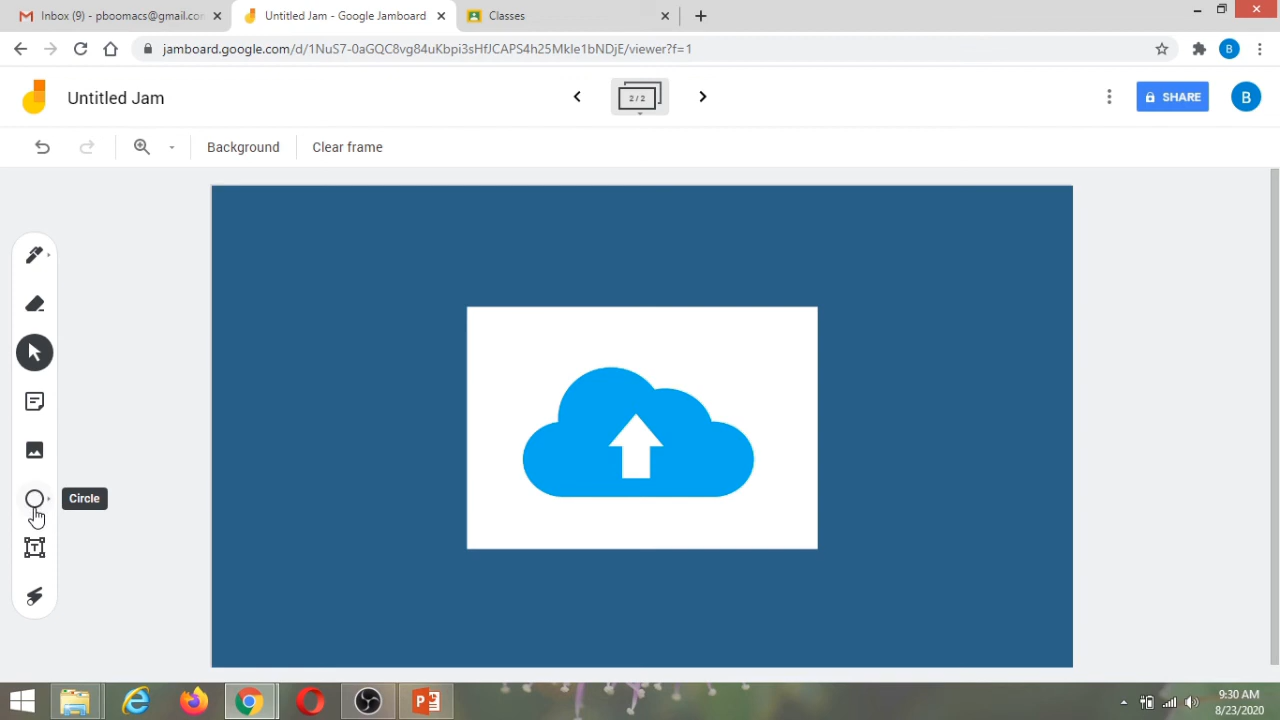 Inbox (9) - pboomacs@gmail.com
Untitled Jam - Google Jamboard
Classes
jamboard.google.com/d/1NuS7-0aGQC8vg84uKbpi3sHfJCAPS4h25Mkle1bNDjE/viewer?f=1
B
Untitled Jam
2 / 2
SHARE
B
Background
Clear frame
Circle
T
9:30 AM
8/23/2020